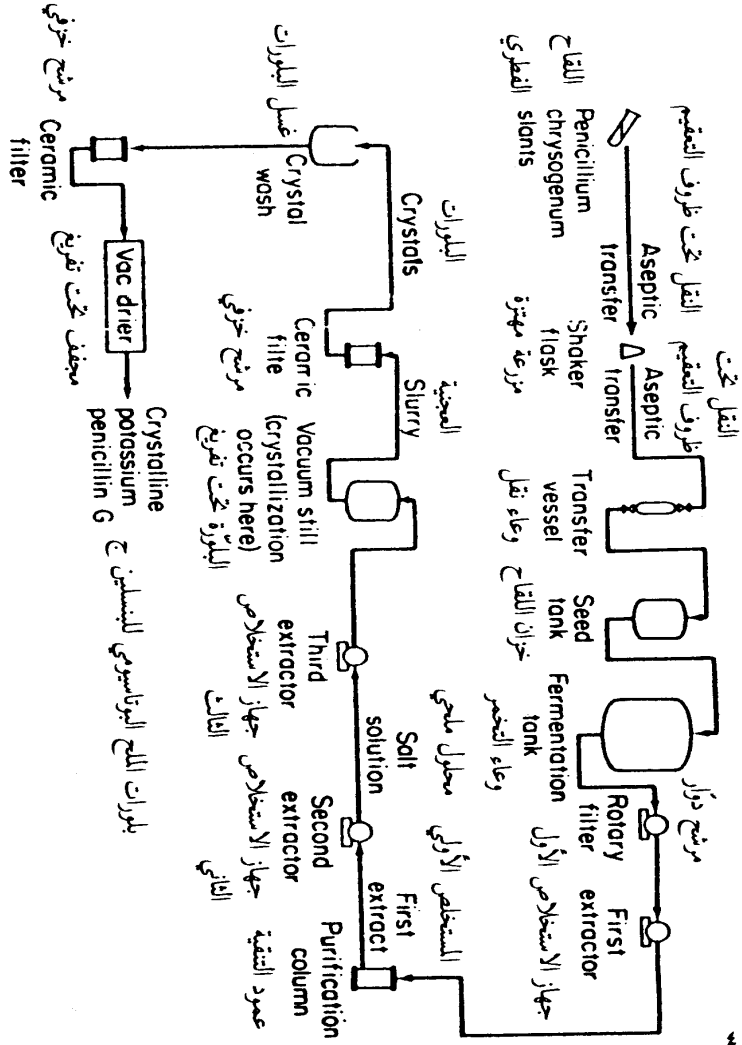 النقل تحت ظروف التعقيم
النقل تحت
ظروف التعقيم
Aseptic
transfer
Aseptic
transfer
اللقاح
الفطري
Penicillium
chrysogenum
slants
Shaker
flask
مزرعة مهتزة
Transfer
vessel
وعاء نقل
Seed
tank
خزان اللقاح
Fermentation
tank
وعاء التخمر
مرشح دوّار
Rotary
filter
First
extractor
جهاز الاستخلاص الأول
البلورات
Crystals
العجنية
Slurry
محلول ملحي
Salt
solution
المستخلص الأولي
First
extract
غسل البلورات
Crystal
wash
Ceramic
filte
مرشح خزفي
Vacuum still
(crystallization
occurs here)
البلوّرة تحت تفريغ
Third
extractor
جهاز الاستخلاص
الثالث
Second
extractor
جهاز الاستخلاص
الثاني
Purification
column
عمود التنقية
مرشح خزفي
Ceramic
filter
Vac drier
مجفف تحت تفريغ
Crystalline
potassium
penicillin G
بلورات الملح البوتاسيومي للبنسلين ج